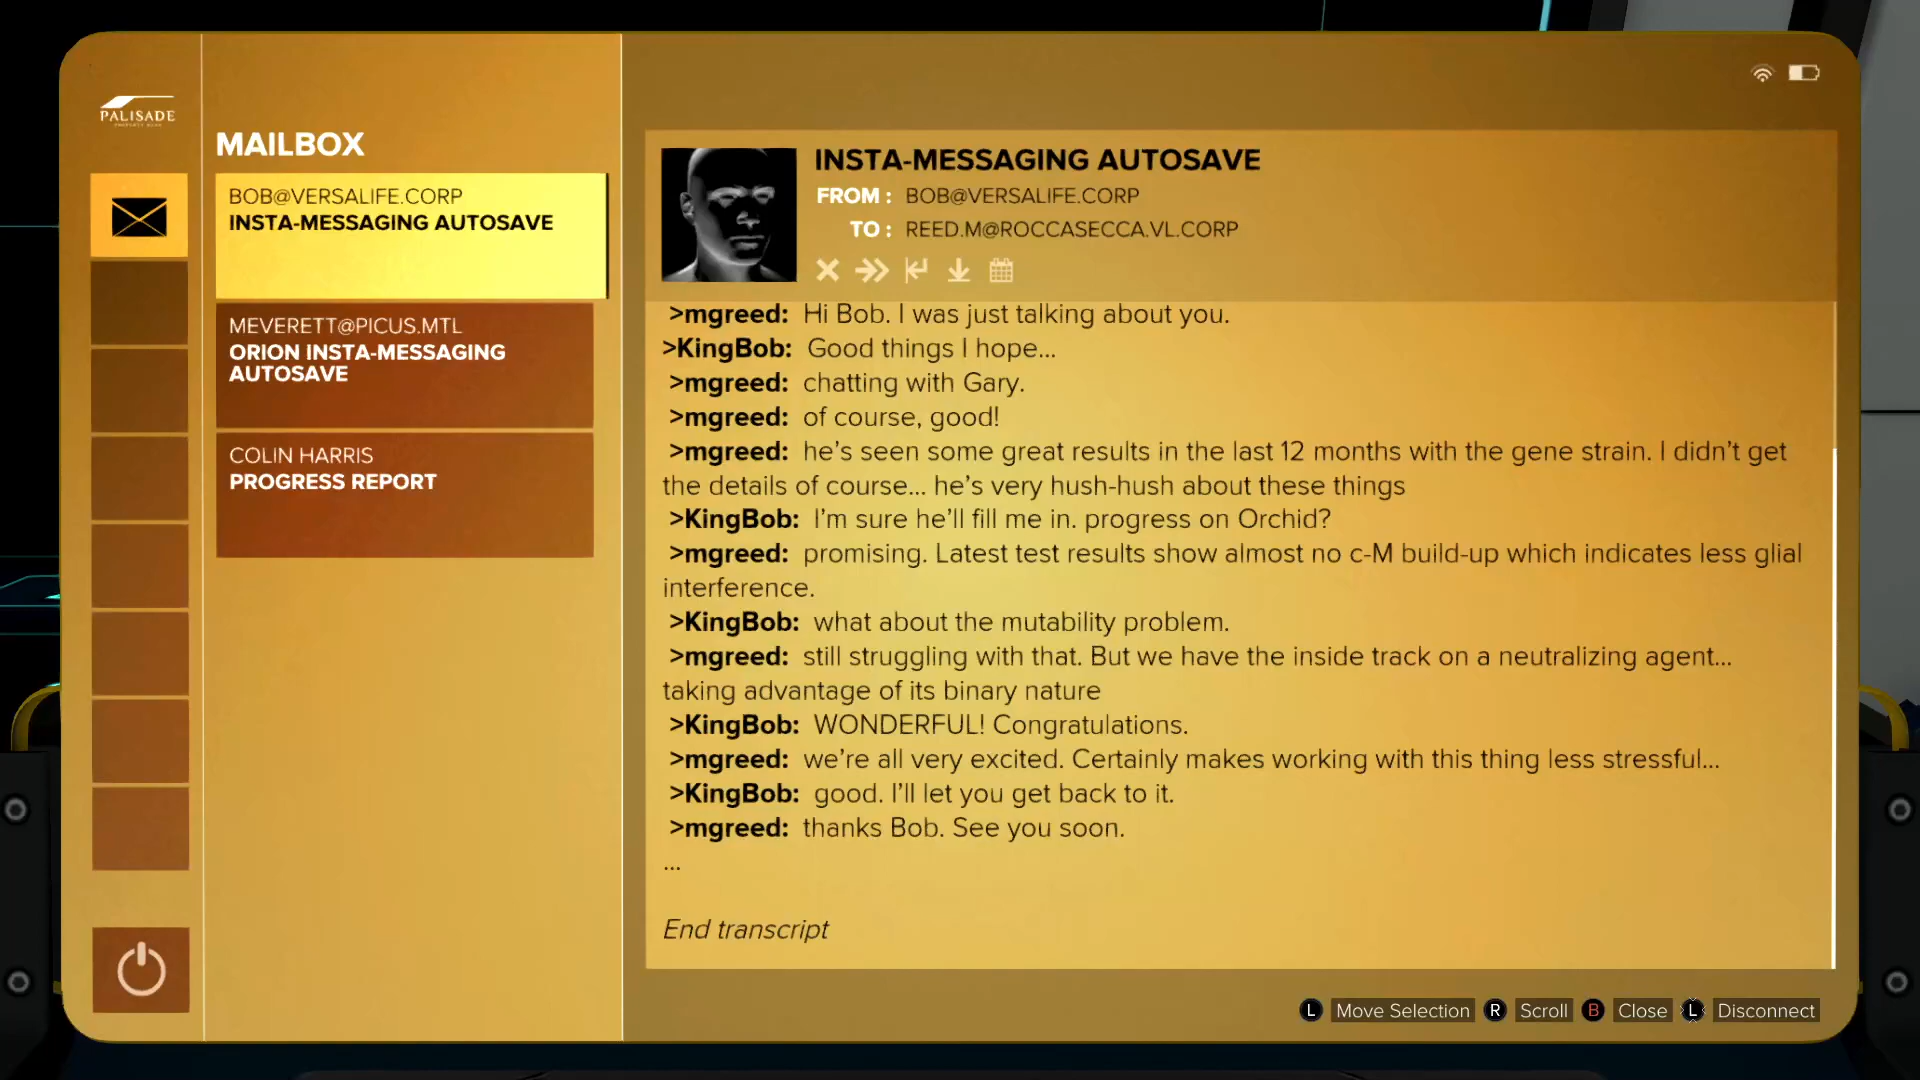 PALISADE
MAILBOX
BOB@VERSALIFE.CORP
INSTA-MESSAGING AUTOSAVE
MEVERETT@PICUS.MTL
ORION INSTA-MESSAGING
AUTOSAVE
COLIN HARRIS
PROGRESS REPORT
INSTA-MESSAGING AUTOSAVE
FROM : BOB@VERSALIFE.CORP
TO : REED.M@ROCCASECCA.VL.CORP
>mgreed: Hi Bob. I was just talking about you.
>KingBob: Good things I hope...
>mgreed: chatting with Gary.
>mgreed: of course, good!
>mgreed: he's seen some great results in the last 12 months with the gene strain. I didn't get
the details of course... he's very hush-hush about these things
>KingBob: I'm sure he'll fill me in. progress on Orchid?
>mgreed: promising. Latest test results show almost no c-M build-up which indicates less glial
interference.
>KingBob: what about the mutability problem.
>mgreed: still struggling with that. But we have the inside track on a neutralizing agent...
taking advantage of its binary nature
>KingBob: WONDERFUL! Congratulations.
>mgreed: we're all very excited. Certainly makes working with this thing less stressful...
>KingBob: good. I'll let you get back to it.
>mgreed: thanks Bob. See you soon.
...
End transcript
L Move Selection R Scroll B Close L Disconnect